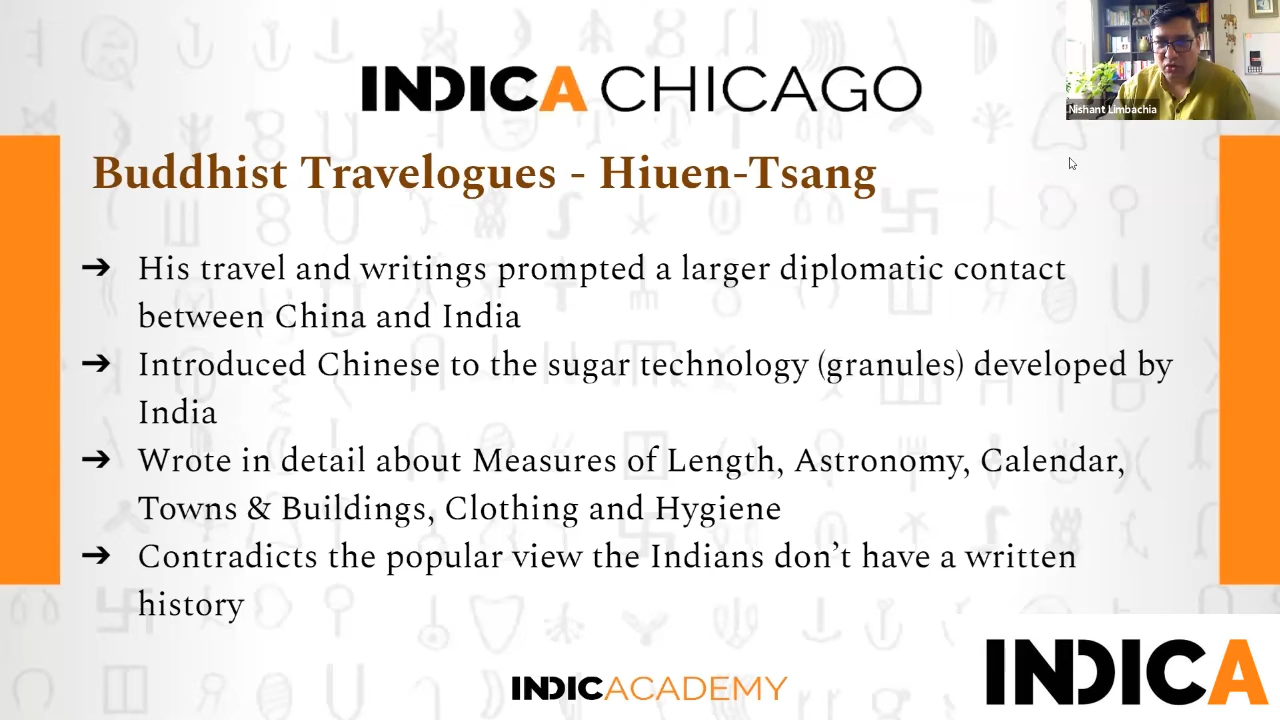 INDICA CHICAGO
Nishant Limbachia
Buddhist Travelogues - Hiuen-Tsang
➔ His travel and writings prompted a larger diplomatic contact
between China and India
➔ Introduced Chinese to the sugar technology (granules) developed by
India
➔ Wrote in detail about Measures of Length, Astronomy, Calendar,
Towns & Buildings, Clothing and Hygiene
➔ Contradicts the popular view the Indians don’t have a written
history
INDICACADEMY
INDICA